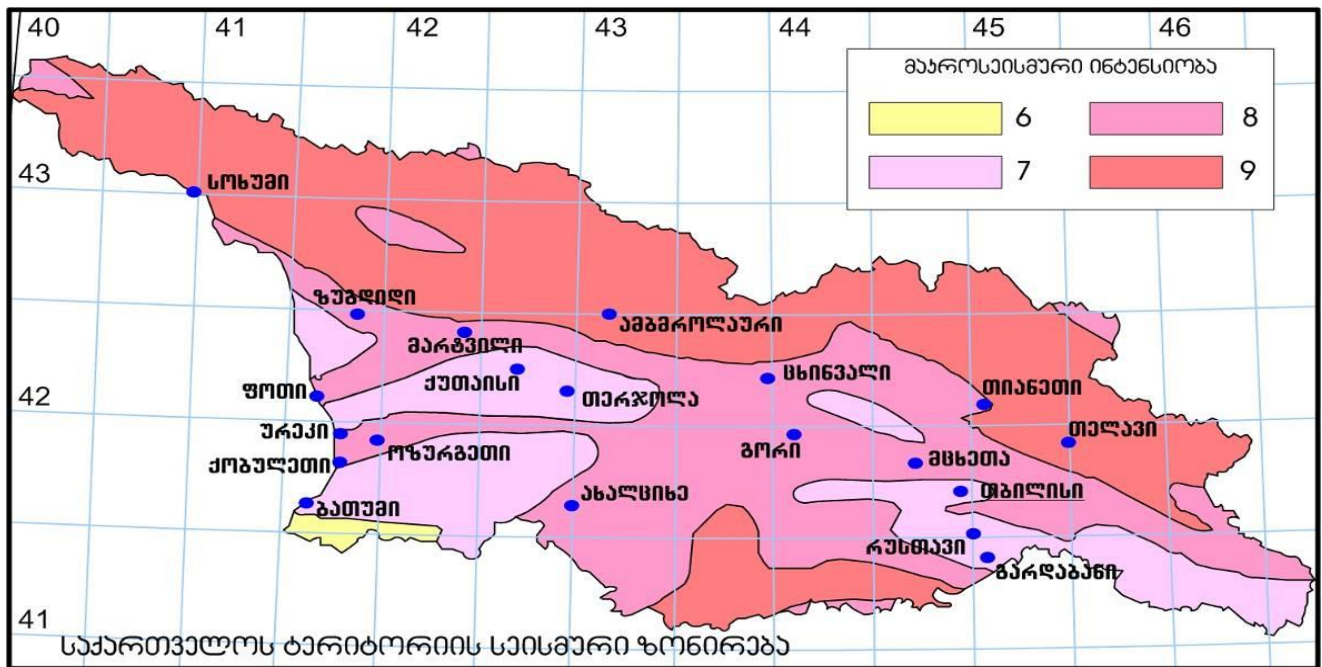 40 41 42 43 44 45 46
მაკროსეისმური ინტენსიობა
6 8
7 9
43
სოხუმი
ზუგდიდი
ამბმროლაური
მარტვილი
ცხინვალი
ქუთაისი
თიანეთი
ფოთი
თერჯოლა
42
ურეკი
თელავი
ოზურგეთი
გორი
მცხეთა
ქობულეთი
ახალციხე
თბილისი
ბათუმი
რუსთავი
გარდაბანი
41
საქართველოს ტერიტორიის სეისმური ზონირება